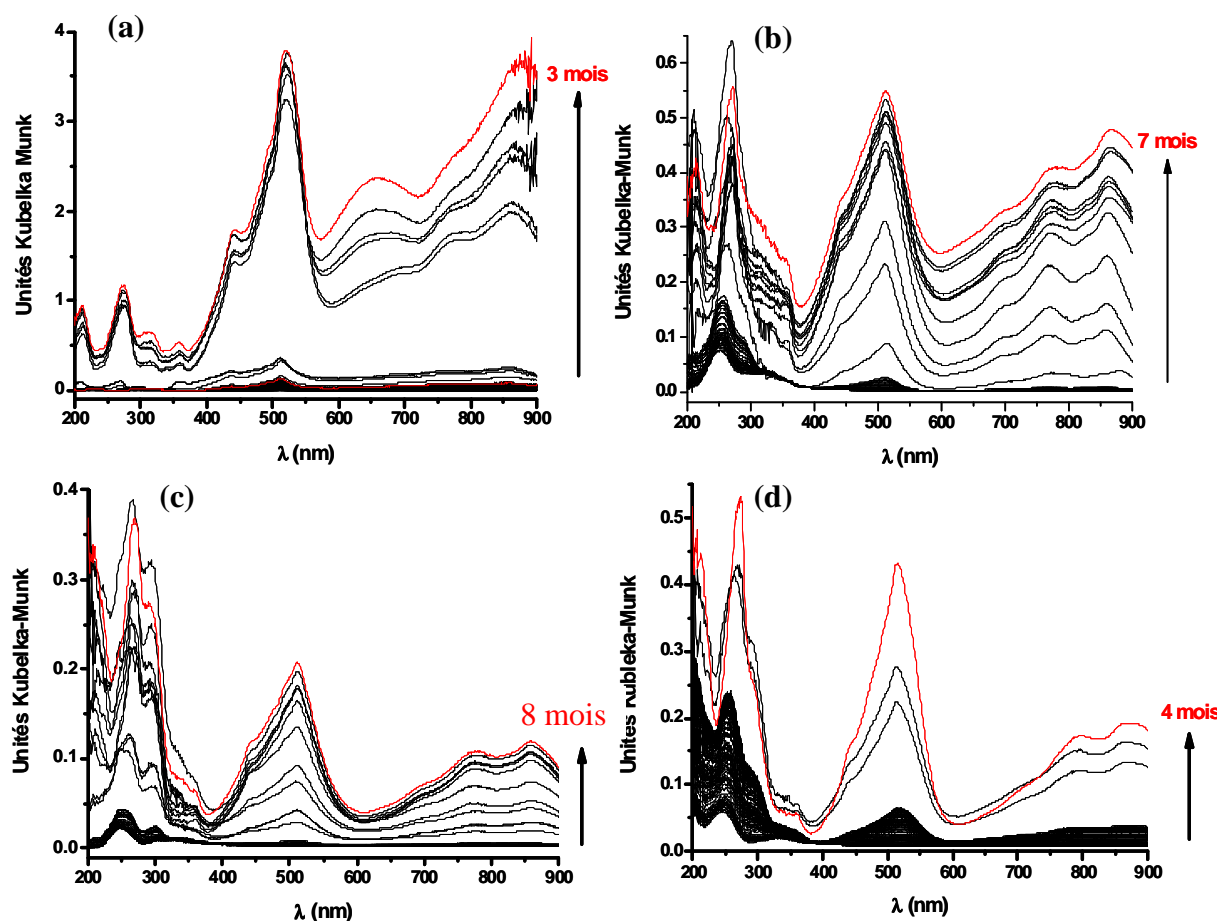 (a)
Unités Kubelka Munk
4
3
2
1
0
200 300 400 500 600 700 800 900
λ (nm)
3 mois
(b)
Unités Kubelka-Munk
0.6
0.5
0.4
0.3
0.2
0.1
0.0
200 300 400 500 600 700 800 900
λ (nm)
7 mois
(c)
Unités Kubelka-Munk
0.4
0.3
0.2
0.1
0.0
200 300 400 500 600 700 800 900
λ (nm)
8 mois
(d)
Unités Kubleka-Munk
0.5
0.4
0.3
0.2
0.1
0.0
200 300 400 500 600 700 800 900
λ (nm)
4 mois